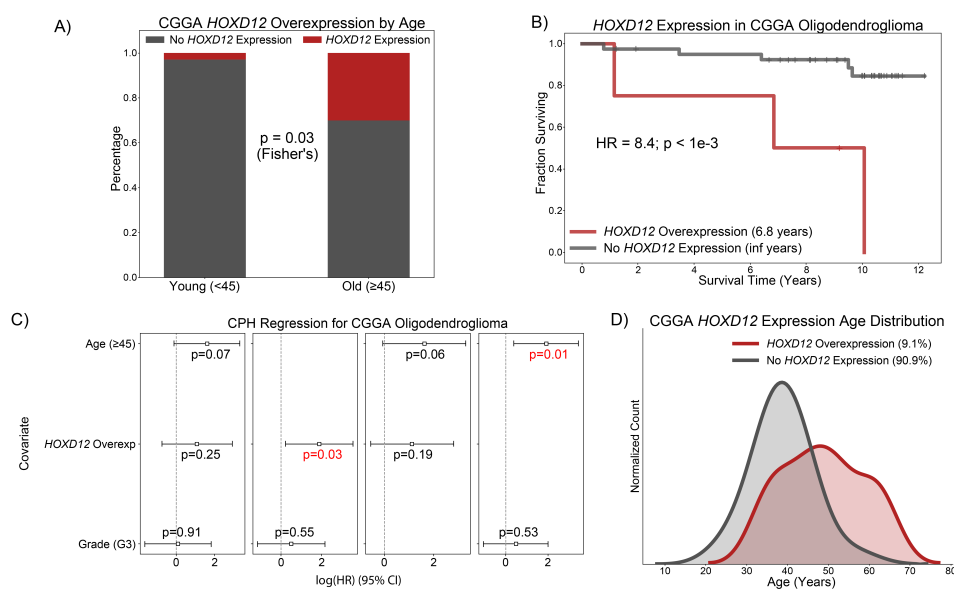 A)
CGGA HOXD12 Overexpression by Age
No HOXD12 Expression
HOXD12 Expression
Percentage
1.0
0.8
0.6
0.4
0.2
0.0
p = 0.03
(Fisher's)
Young (<45)
Old (≥45)
B)
HOXD12 Expression in CGGA Oligodendroglioma
Fraction Surviving
1.0
0.8
0.6
0.4
0.2
0.0
HR = 8.4; p < 1e-3
HOXD12 Overexpression (6.8 years)
No HOXD12 Expression (inf years)
0
2
4
6
8
10
12
Survival Time (Years)
C)
CPH Regression for CGGA Oligodendroglioma
Covariate
Age (≥45)
HOXD12 Overexp
Grade (G3)
p=0.07
p=0.25
p=0.91
p=0.03
p=0.55
p=0.06
p=0.19
p=0.01
p=0.53
0
2
0
2
0
2
0
2
log(HR) (95% CI)
D)
CGGA HOXD12 Expression Age Distribution
HOXD12 Overexpression (9.1%)
No HOXD12 Expression (90.9%)
Normalized Count
10
20
30
40
50
60
70
80
Age (Years)